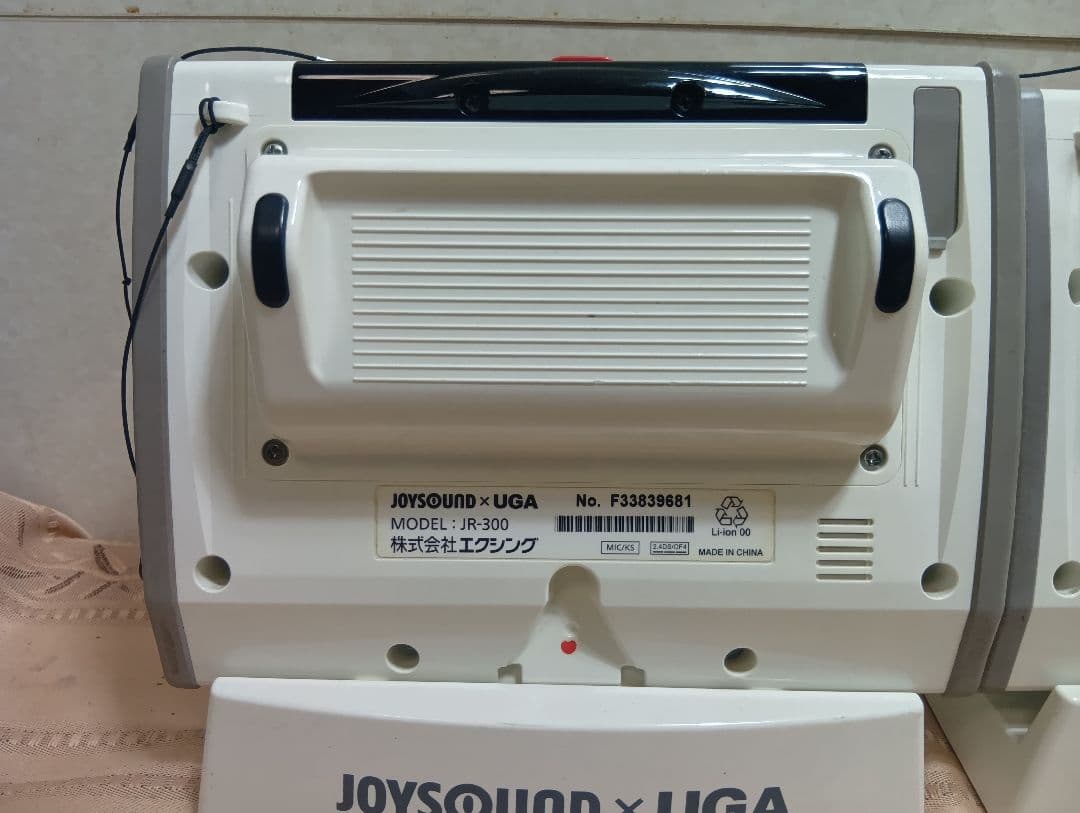 JOYSOUND × UGA No. F33839681
MODEL : JR-300
株式会社エクシング
Li-ion 00
MIC/KS 2.4DS/OF4 MADE IN CHINA
JOYSOUND × UGA